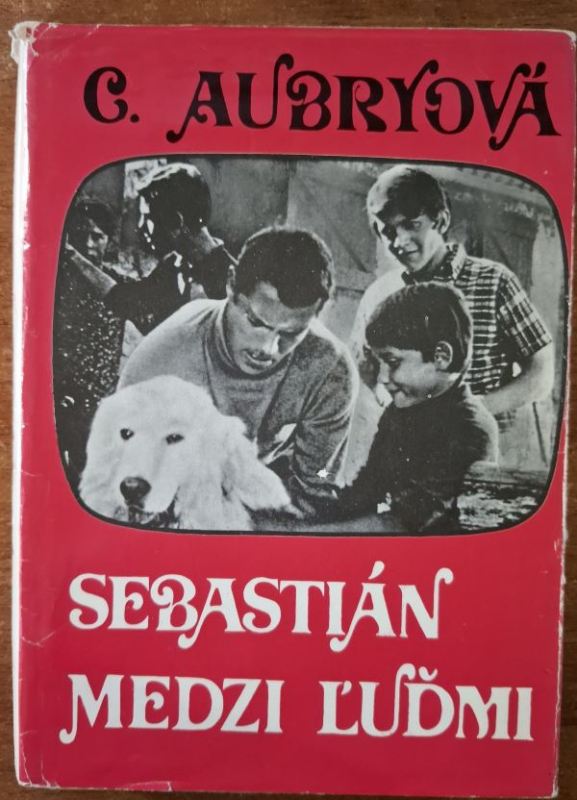 C. AUBRYOVÁ
SEBASTIÁN
MEDZI ĽUĎMI